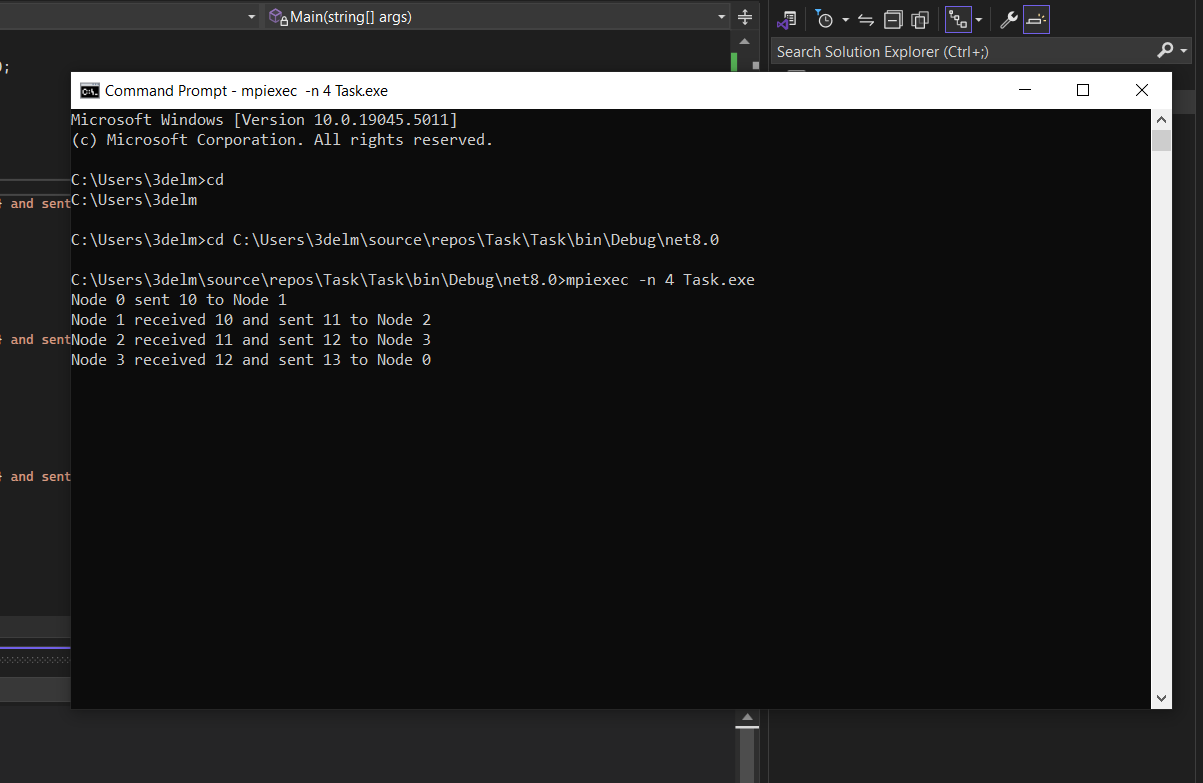 Main(string[] args)
);
Search Solution Explorer (Ctrl+;)
Command Prompt - mpiexec  -n 4 Task.exe
Microsoft Windows [Version 10.0.19045.5011]
(c) Microsoft Corporation. All rights reserved.
C:\Users\3delm>cd
C:\Users\3delm
and sent
C:\Users\3delm>cd C:\Users\3delm\source\repos\Task\Task\bin\Debug\net8.0
C:\Users\3delm\source\repos\Task\Task\bin\Debug\net8.0>mpiexec -n 4 Task.exe
Node 0 sent 10 to Node 1
Node 1 received 10 and sent 11 to Node 2
} and sent
Node 2 received 11 and sent 12 to Node 3
Node 3 received 12 and sent 13 to Node 0
} and sent